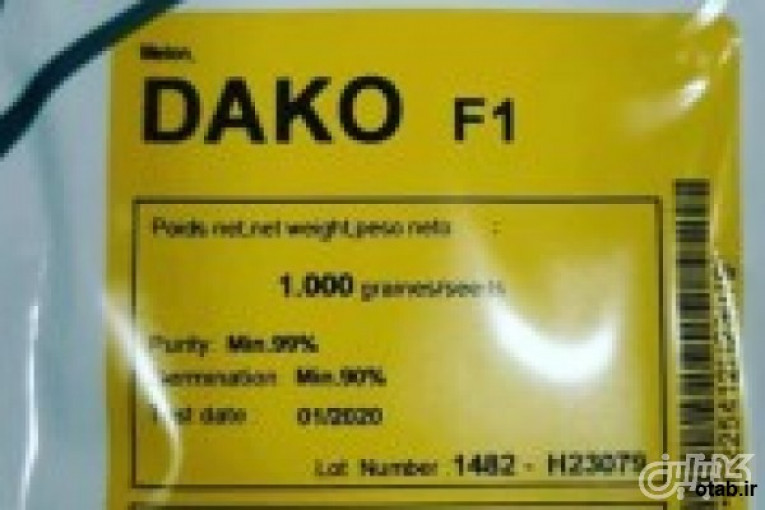 Melon,
DAKO F1
Poids net,net weight,peso neto :
1.000 graines/seeds
Purity: Min.99%
Germination: Min.90%
Test date 01/2020
Lot Number 1482 - H23079
کتاب
otab.ir